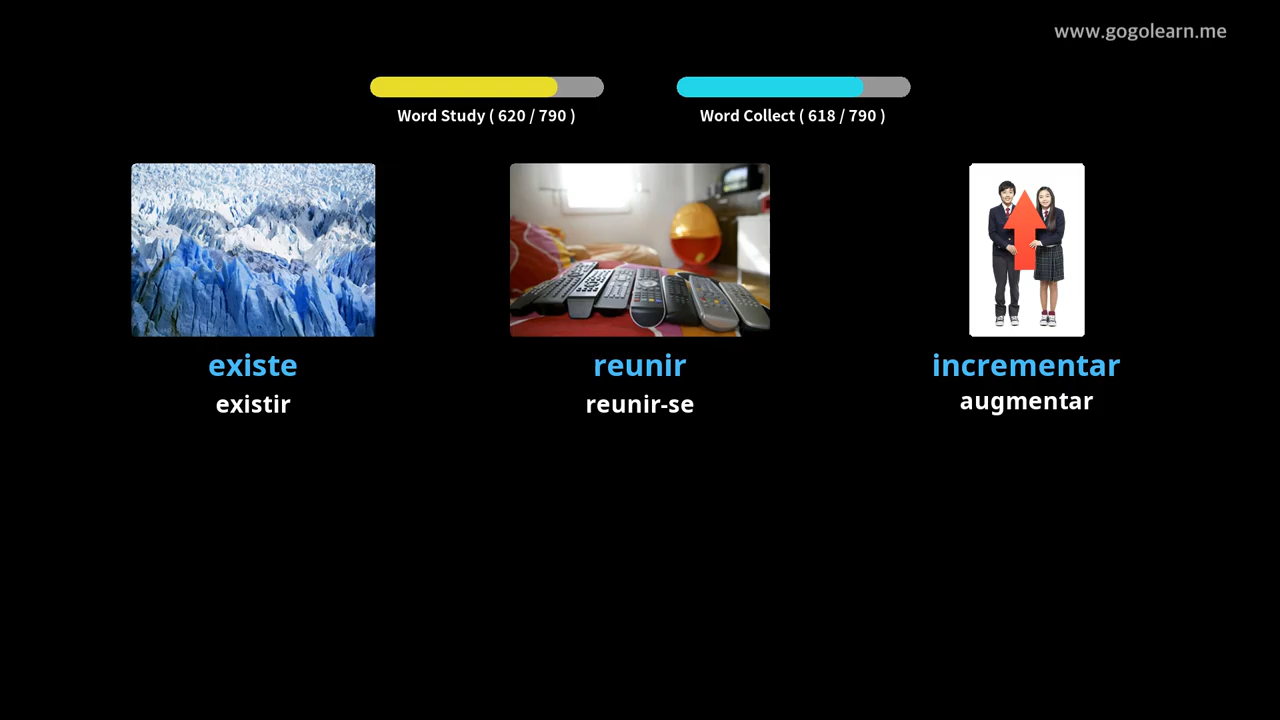 www.gogolearn.me
Word Study ( 620 / 790 )
Word Collect ( 618 / 790 )
existe
reunir
incrementar
existir
reunir-se
augmentar